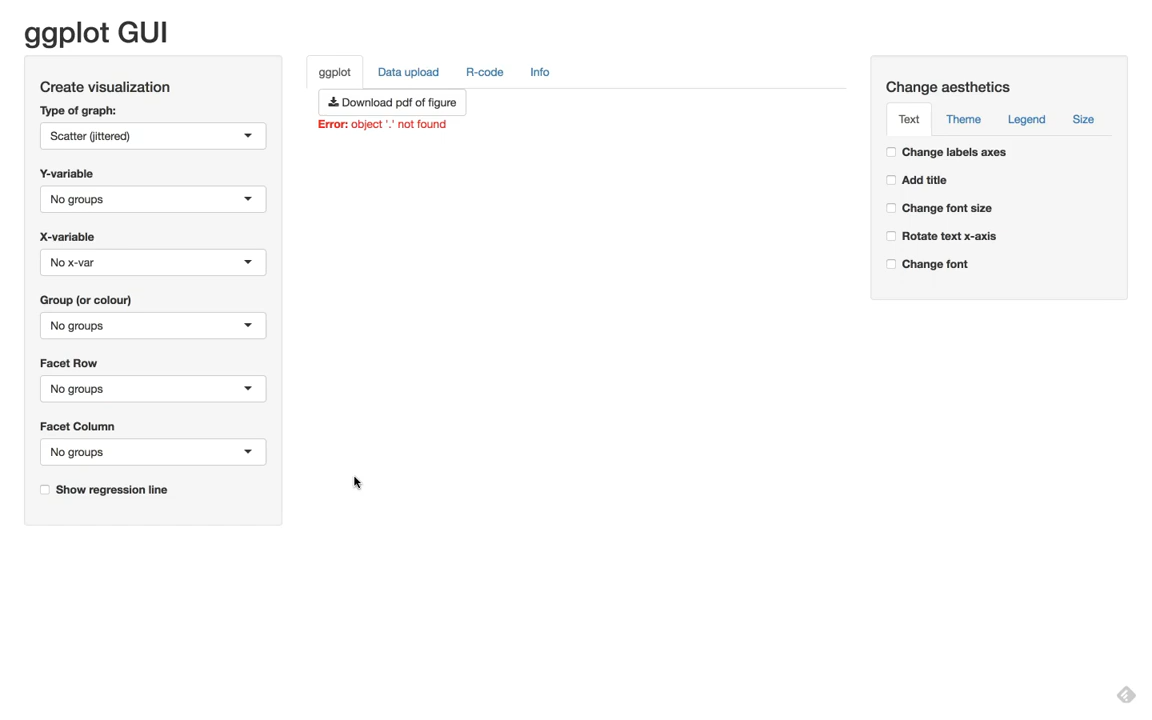 ggplot GUI
Create visualization
Type of graph:
Scatter (jittered)
Y-variable
No groups
X-variable
No x-var
Group (or colour)
No groups
Facet Row
No groups
Facet Column
No groups
Show regression line
ggplot Data upload R-code Info
Download pdf of figure
Error: object '.' not found
Change aesthetics
Text Theme Legend Size
Change labels axes
Add title
Change font size
Rotate text x-axis
Change font